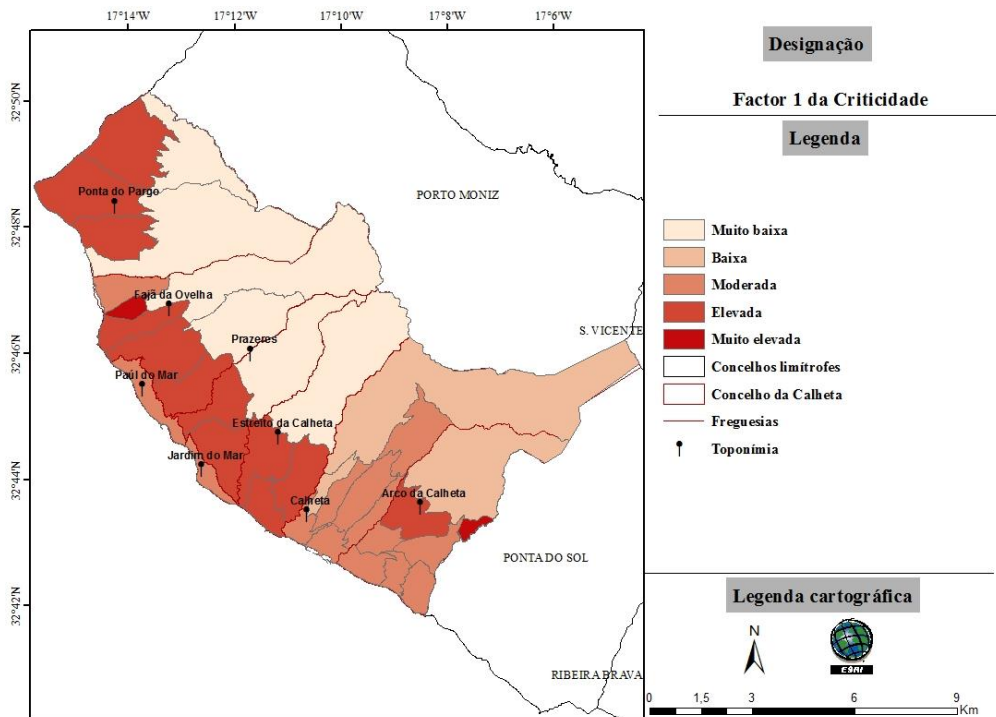 17°14'W 17°12'W 17°10'W 17°8'W 17°6'W
32°50'N
32°48'N
32°46'N
32°44'N
32°42'N
PORTO MONIZ
Ponta do Pargo
Fajã da Ovelha
S. VICENTE
Prazeres
Paúl do Mar
Estreito da Calheta
Jardim do Mar
Calheta
Arco da Calheta
PONTA DO SOL
RIBEIRA BRAVA
Designação
Factor 1 da Criticidade
Legenda
Muito baixa
Baixa
Moderada
Elevada
Muito elevada
Concelhos limítrofes
Concelho da Calheta
Freguesias
Toponímia
Legenda cartográfica
N
ESRI
0 1,5 3 6 9
Km